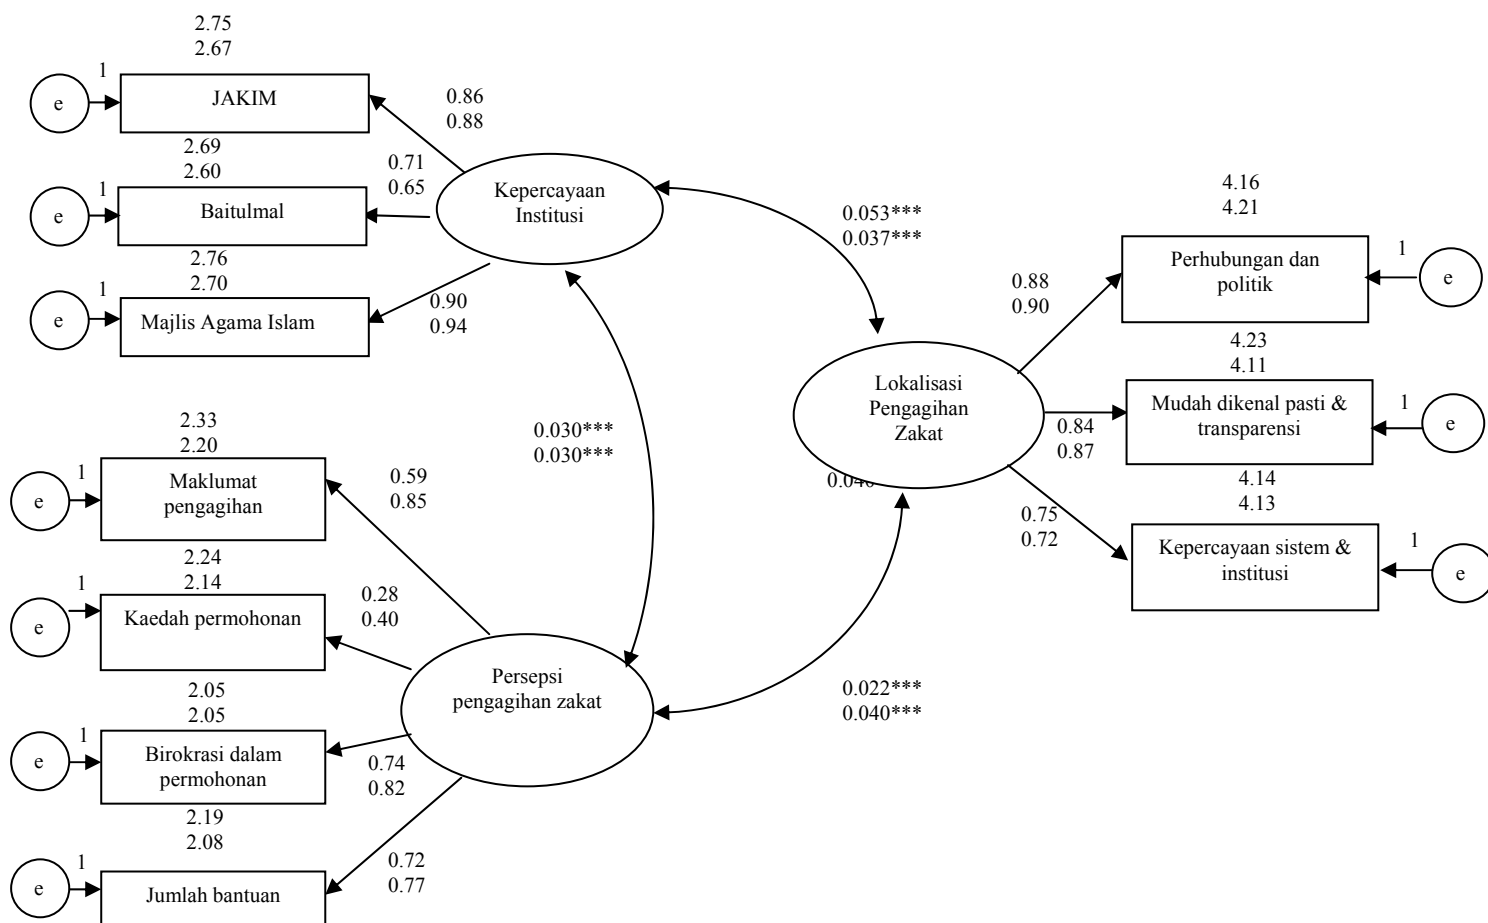 2.75
2.67
1
e
JAKIM
0.86
0.88
2.69
2.60
1
e
Baitulmal
0.71
0.65
Kepercayaan
Institusi
2.76
2.70
1
e
Majlis Agama Islam
0.90
0.94
0.053***
0.037***
4.16
4.21
Perhubungan dan
politik
1
e
0.88
0.90
4.23
4.11
Lokalisasi
Pengagihan
Zakat
Mudah dikenal pasti &
transparensi
1
e
0.84
0.87
4.14
4.13
0.75
0.72
Kepercayaan sistem &
institusi
1
e
0.030***
0.030***
2.33
2.20
1
e
Maklumat
pengagihan
0.59
0.85
2.24
2.14
1
e
Kaedah permohonan
0.28
0.40
Persepsi
pengagihan zakat
0.022***
0.040***
2.05
2.05
1
e
Birokrasi dalam
permohonan
0.74
0.82
2.19
2.08
1
e
Jumlah bantuan
0.72
0.77